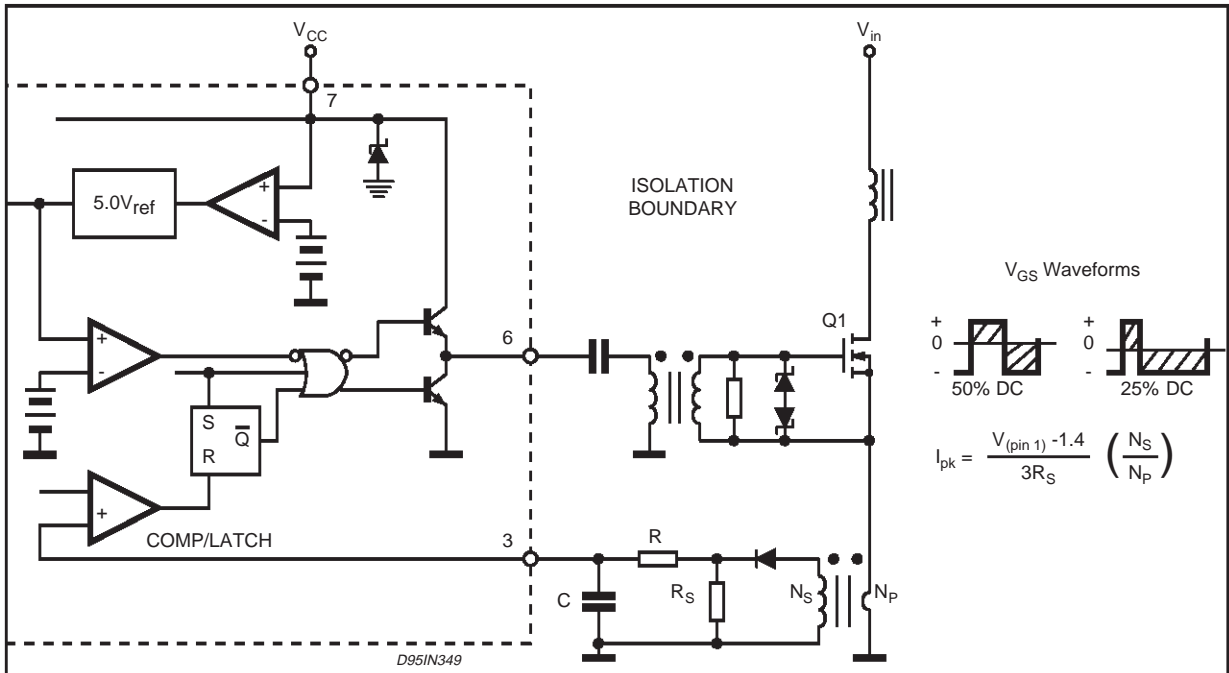 VCC
Vin
7
ISOLATION
BOUNDARY
5.0Vref
+
-
VGS Waveforms
Q1
+
0
-
50% DC
+
0
-
25% DC
6
+
-
S
Q
R
Ipk = V(pin 1) -1.4 / 3RS (NS / NP)
+
COMP/LATCH
3
R
C
RS
NS
NP
D95IN349